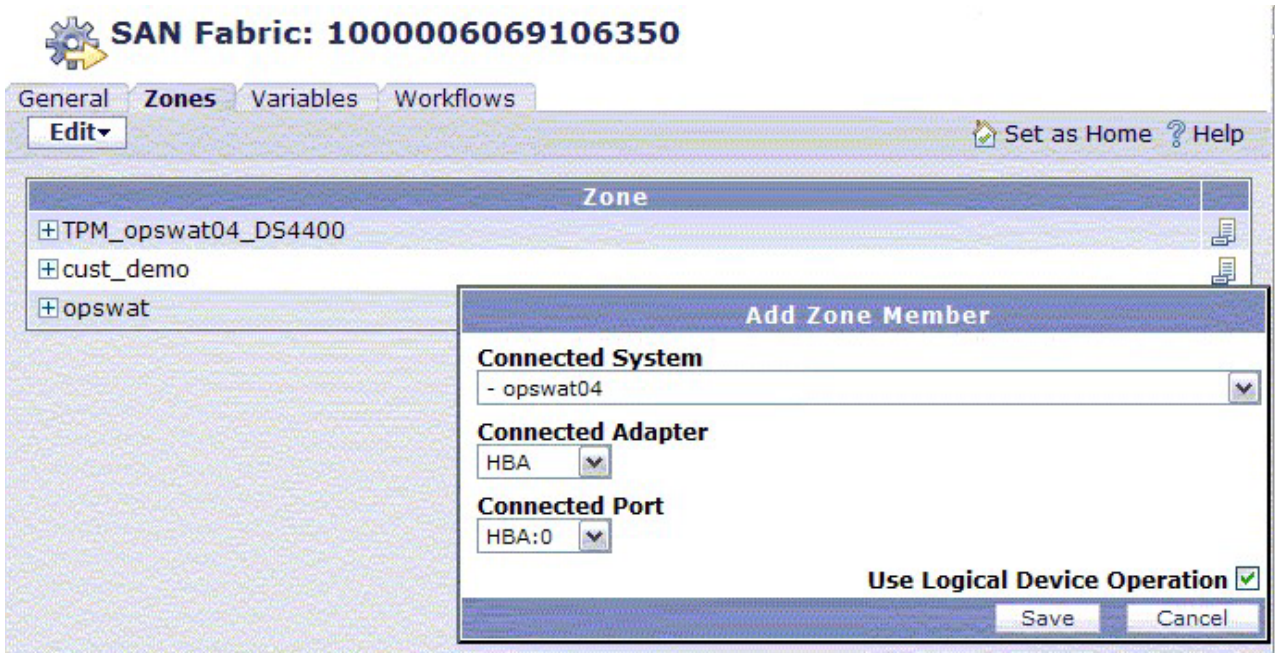 SAN Fabric: 1000006069106350
General Zones Variables Workflows
Edit Set as Home ? Help
Zone
TPM_opswat04_DS4400
cust_demo
opswat
Add Zone Member
Connected System
- opswat04
Connected Adapter
HBA
Connected Port
HBA:0
Use Logical Device Operation
Save Cancel